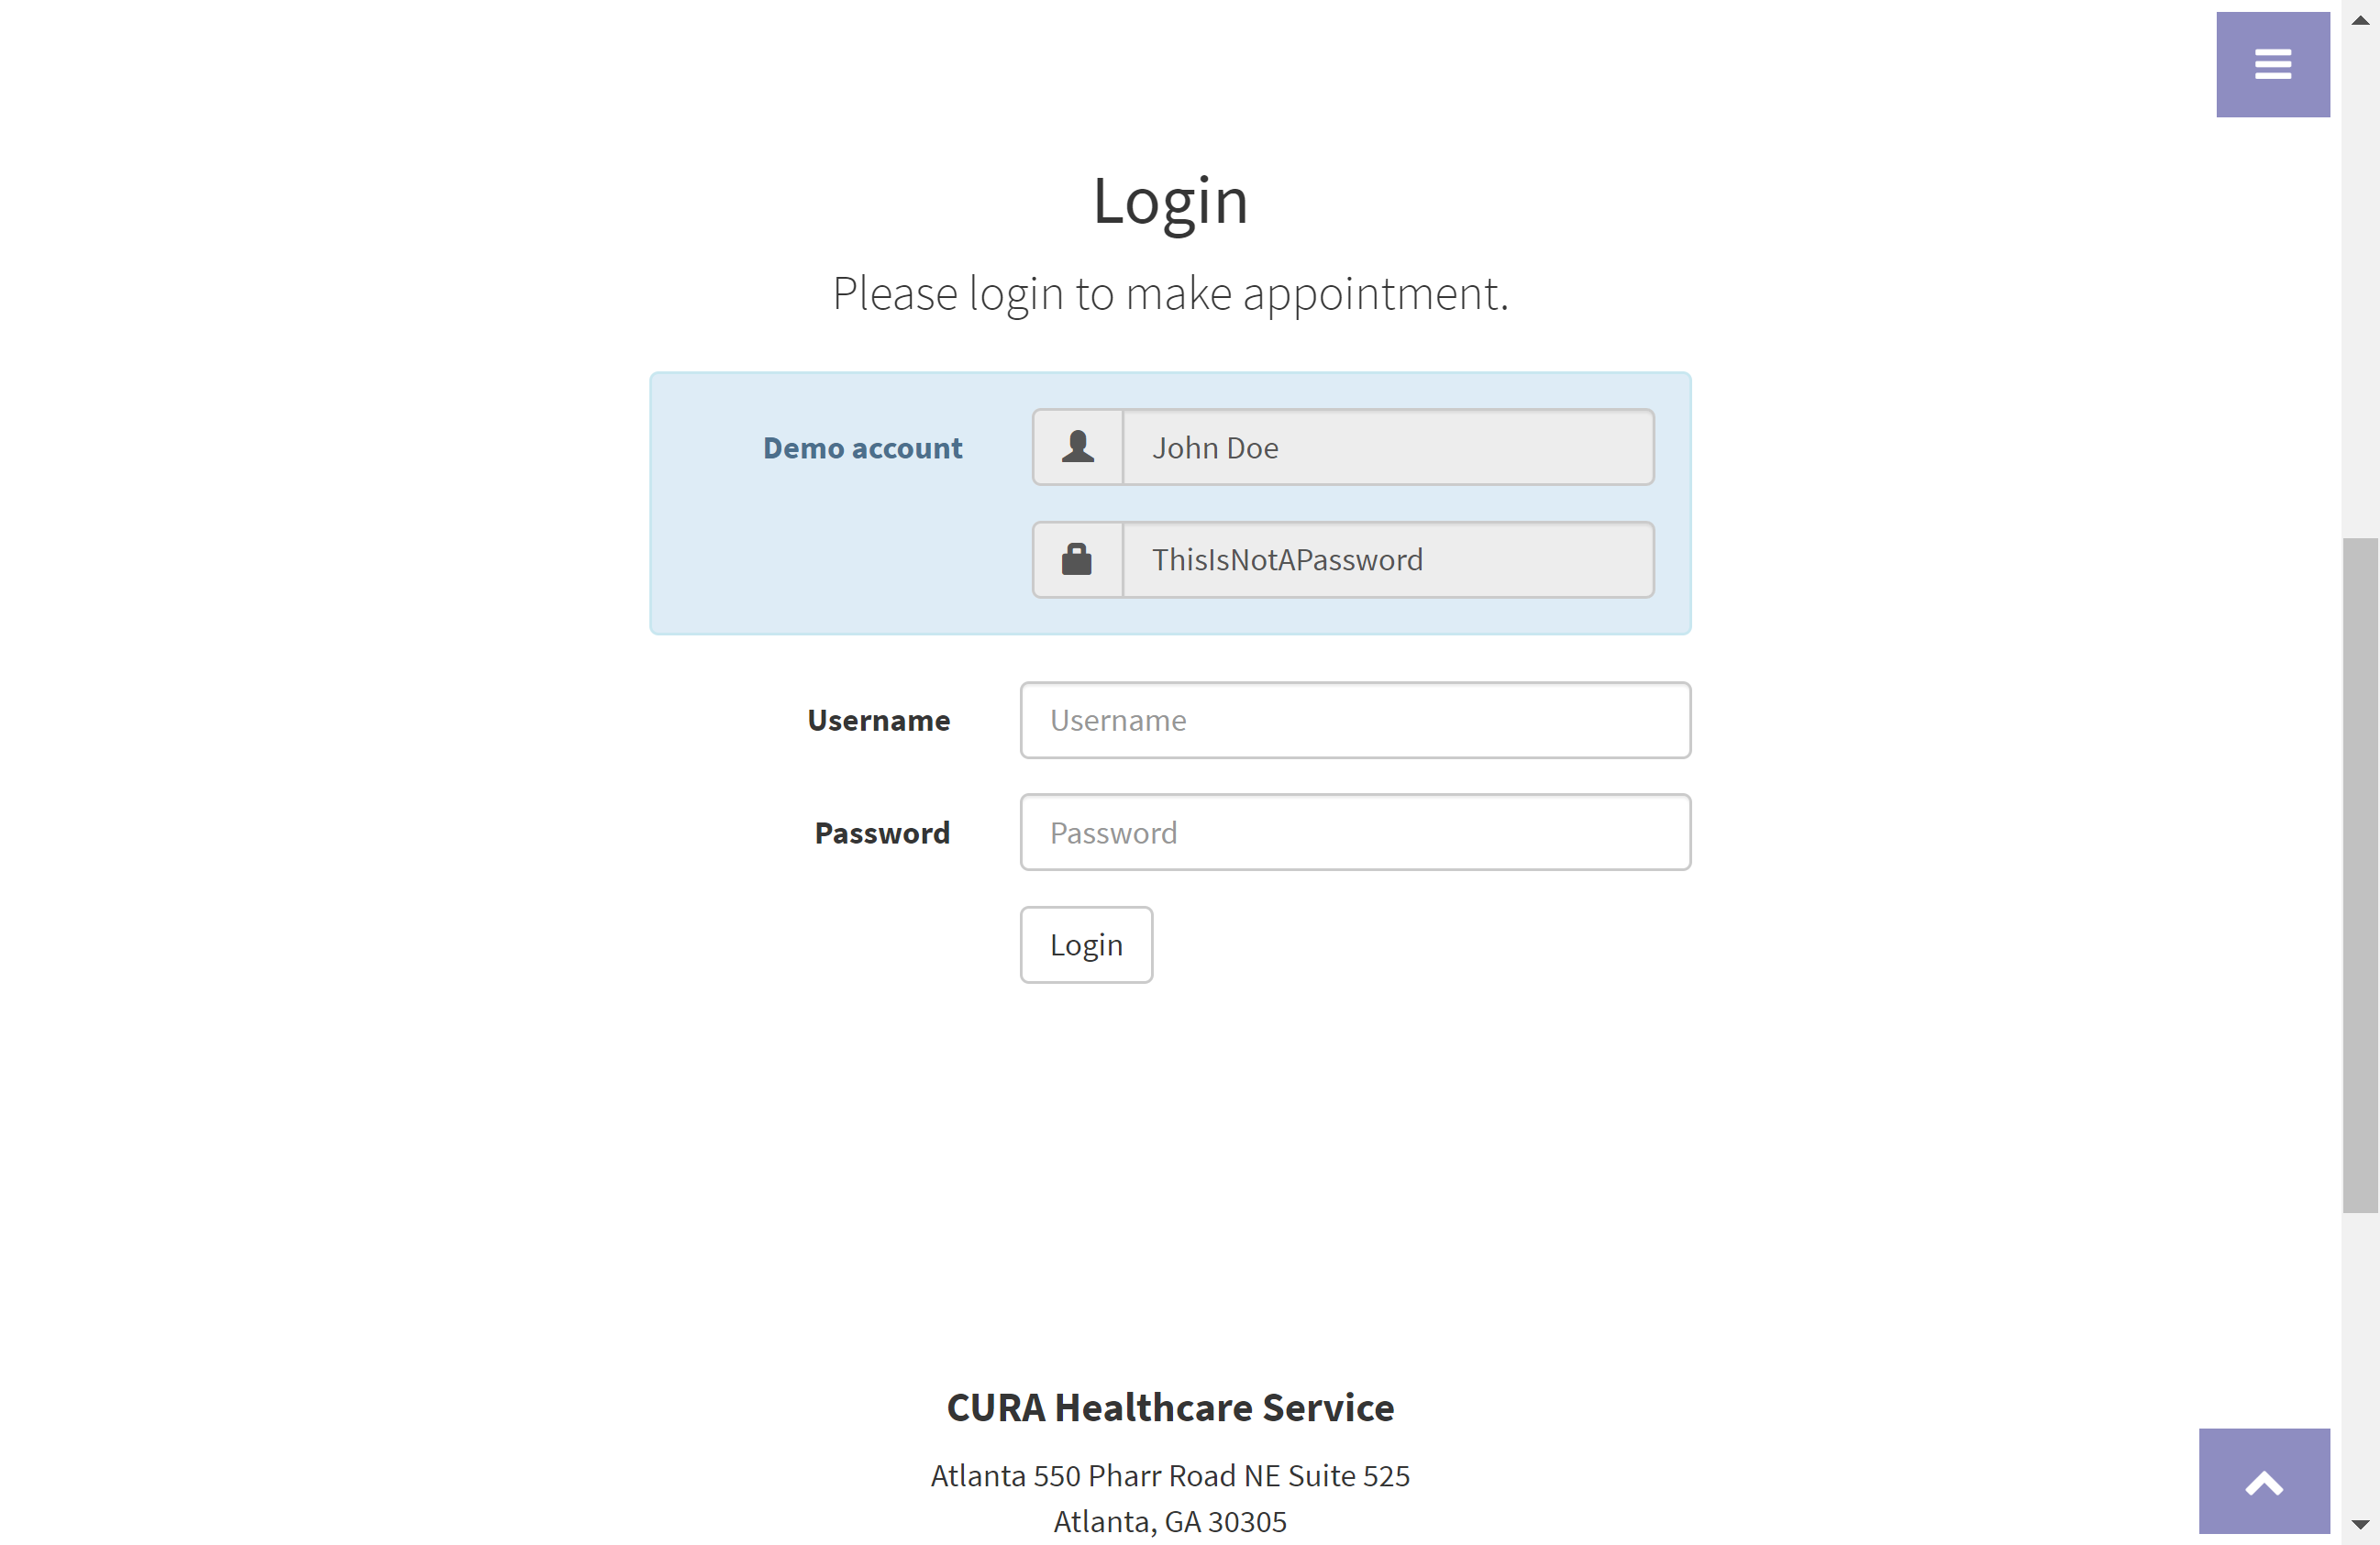 Login
Please login to make appointment.
Demo account
John Doe
ThisIsNotAPassword
Username
Username
Password
Password
Login
CURA Healthcare Service
Atlanta 550 Pharr Road NE Suite 525
Atlanta, GA 30305